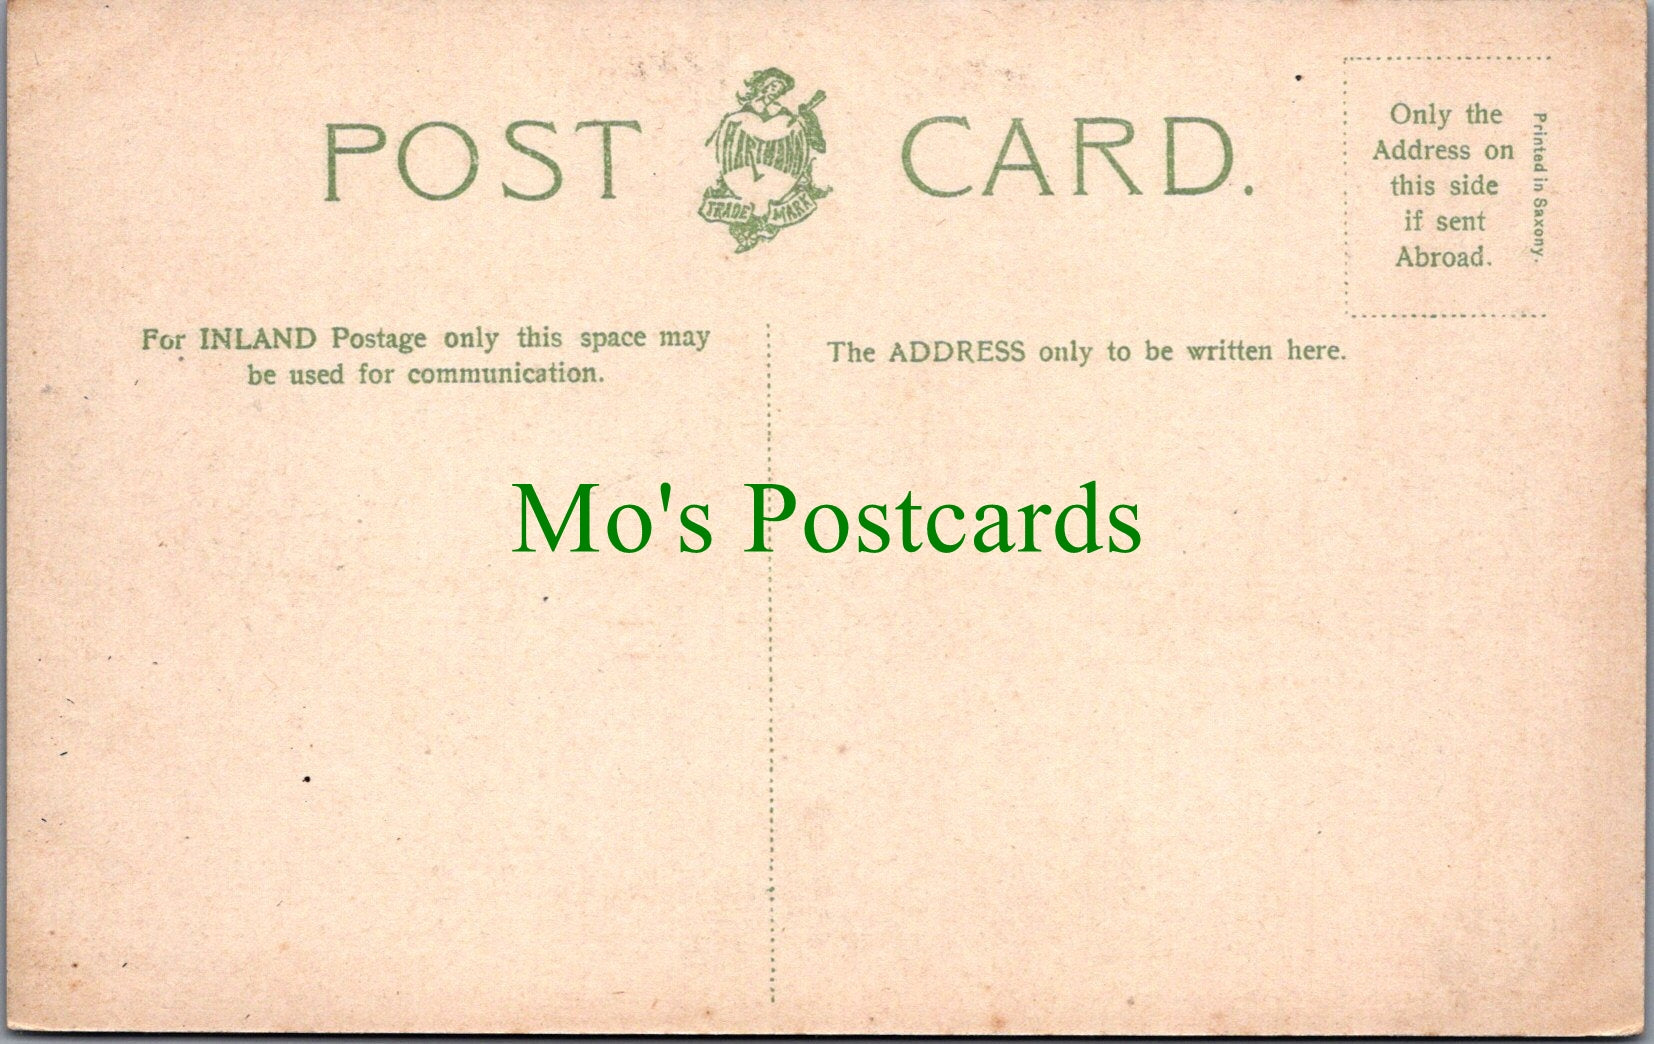 POST CARD.
HARTMANN
TRADE MARK
Only the
Address on
this side
if sent
Abroad.
Printed in Saxony.
For INLAND Postage only this space may
be used for communication.
The ADDRESS only to be written here.
Mo's Postcards